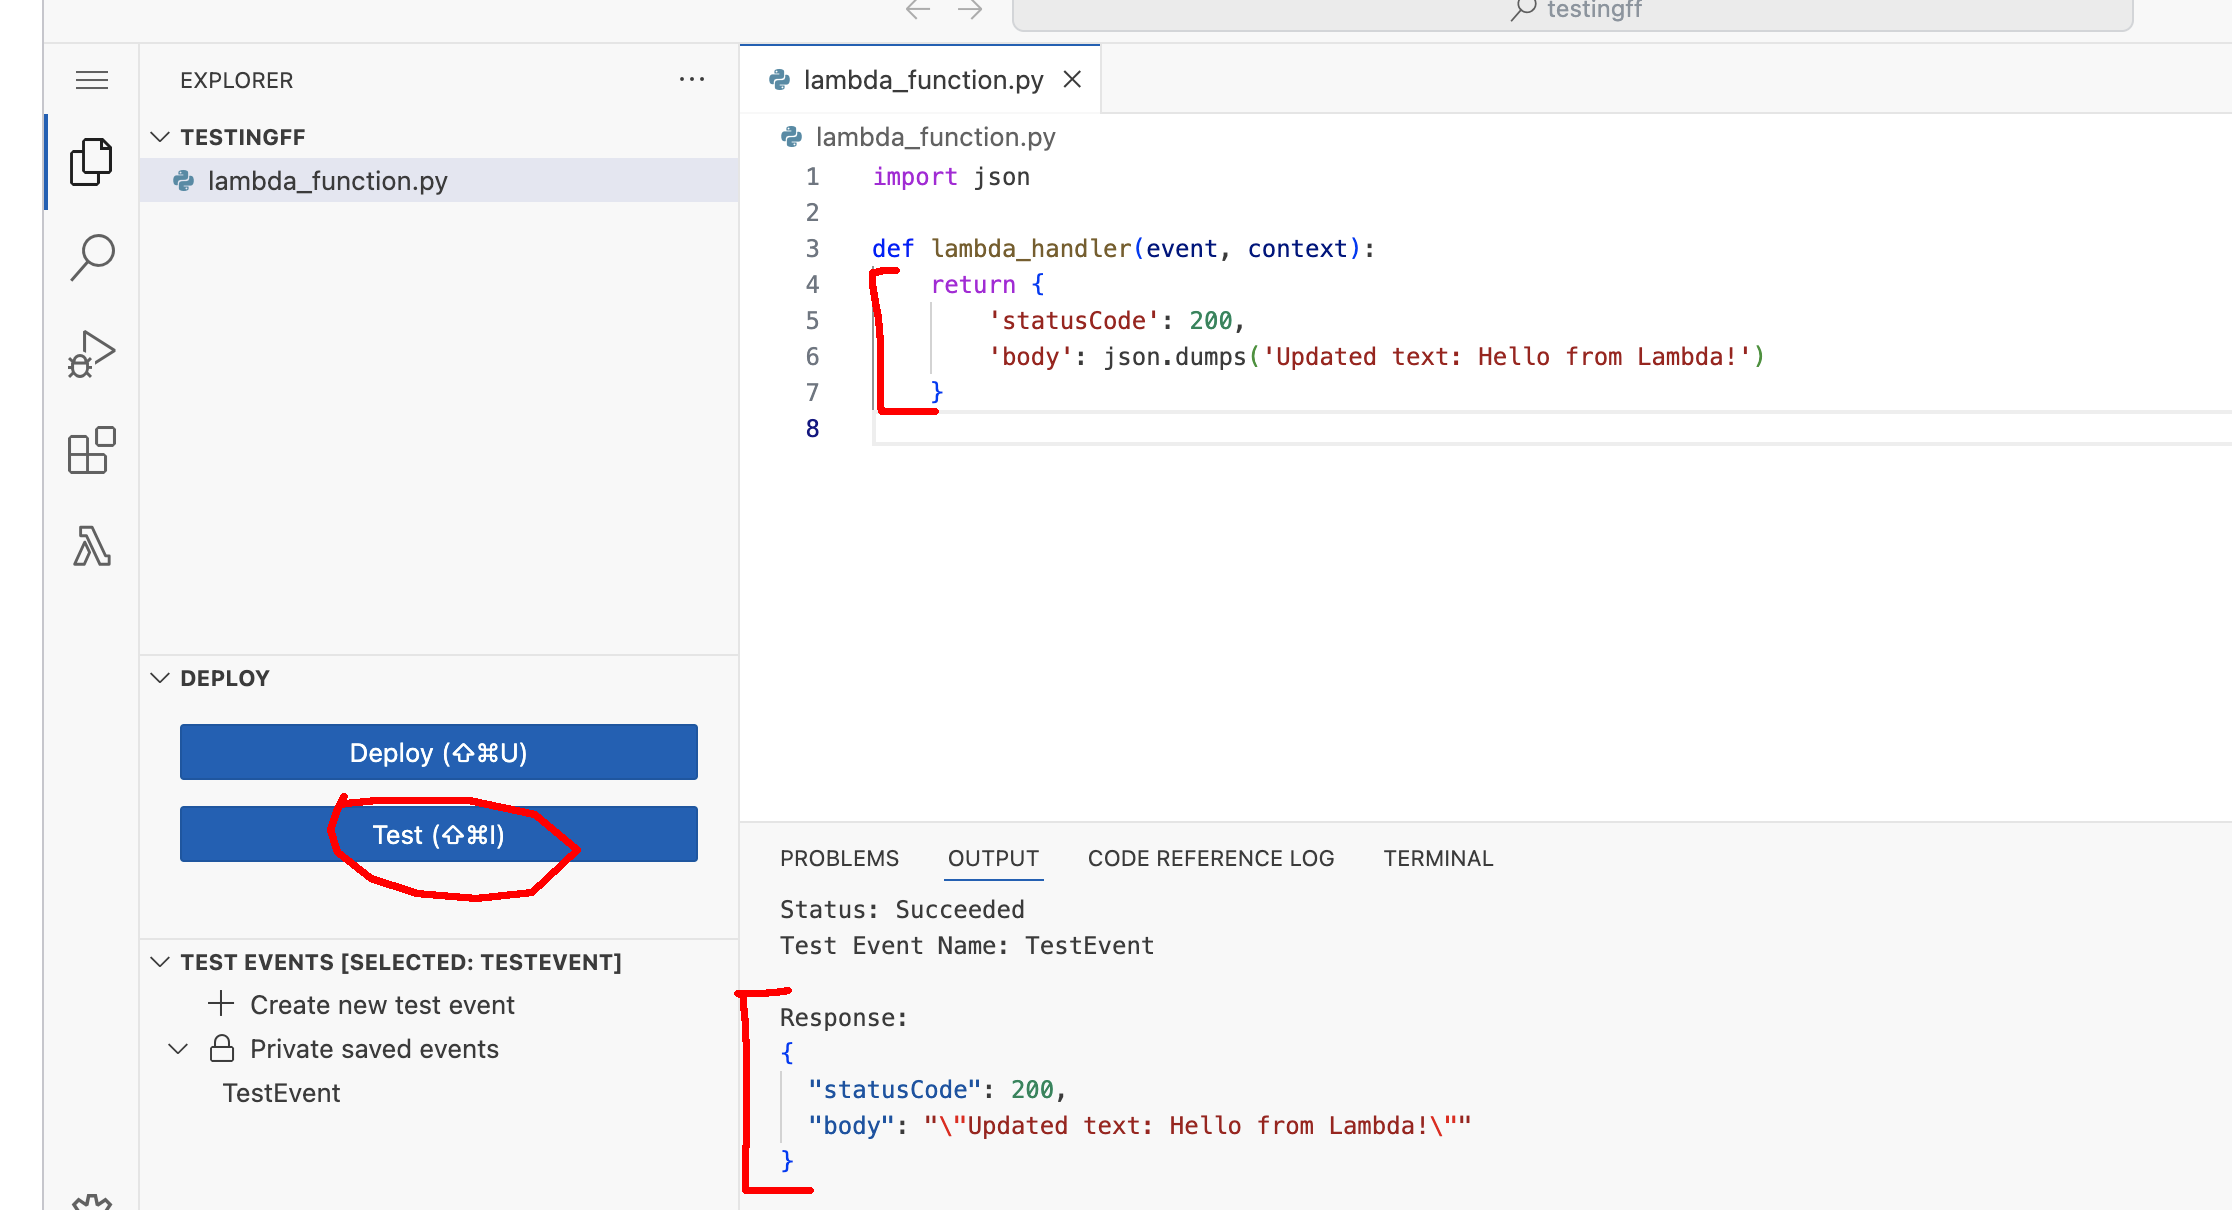 testingff
EXPLORER
TESTINGFF
lambda_function.py
DEPLOY
Deploy (⇧⌘U)
Test (⇧⌘I)
TEST EVENTS [SELECTED: TESTEVENT]
Create new test event
Private saved events
TestEvent
lambda_function.py
lambda_function.py
1 import json
2
3 def lambda_handler(event, context):
4     return {
5         'statusCode': 200,
6         'body': json.dumps('Updated text: Hello from Lambda!')
7     }
8
PROBLEMS OUTPUT CODE REFERENCE LOG TERMINAL
Status: Succeeded
Test Event Name: TestEvent
Response:
{
  "statusCode": 200,
  "body": "\"Updated text: Hello from Lambda!\""
}